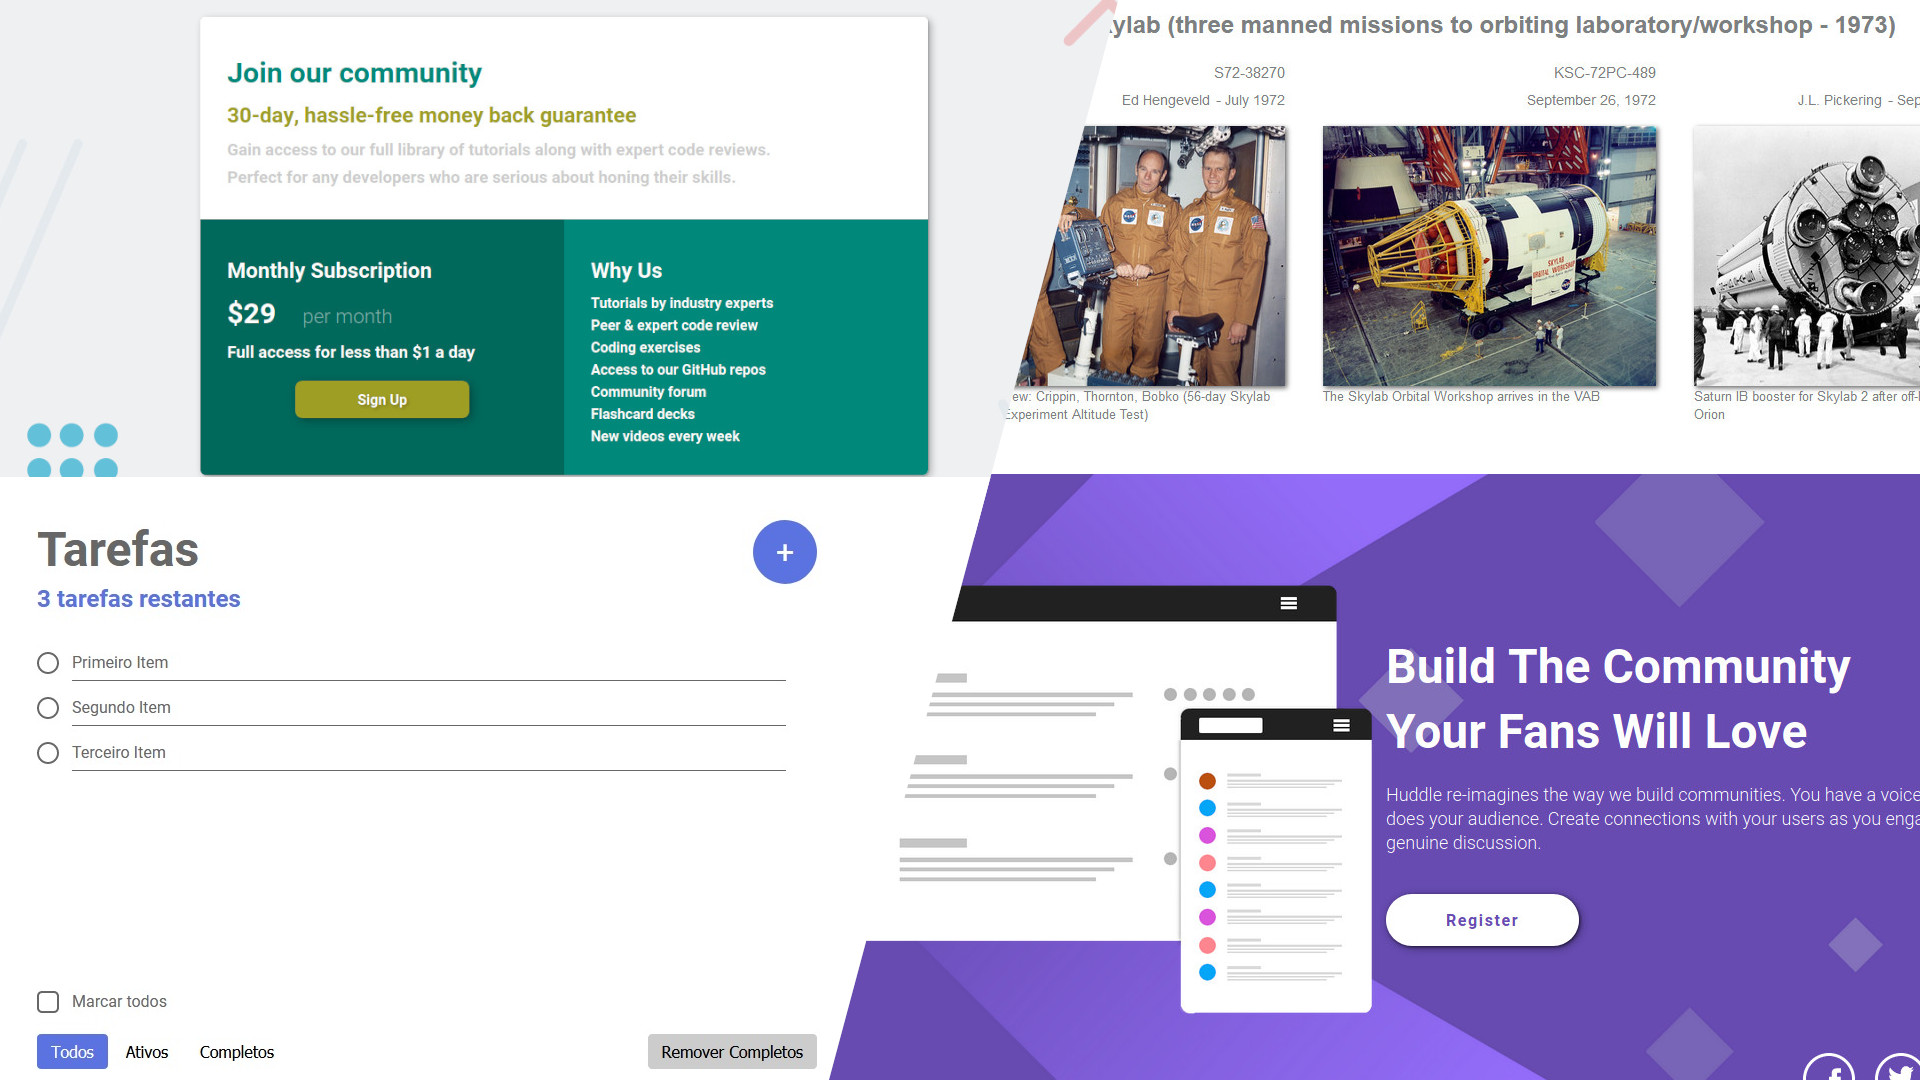 Join our community
30-day, hassle-free money back guarantee
Gain access to our full library of tutorials along with expert code reviews.
Perfect for any developers who are serious about honing their skills.
Monthly Subscription
$29 per month
Full access for less than $1 a day
Sign Up
Why Us
Tutorials by industry experts
Peer & expert code review
Coding exercises
Access to our GitHub repos
Community forum
Flashcard decks
New videos every week
ylab (three manned missions to orbiting laboratory/workshop - 1973)
S72-38270
Ed Hengeveld - July 1972
KSC-72PC-489
September 26, 1972
J.L. Pickering - Sep
SKYLAB
ORBITAL WORKSHOP
ew: Crippin, Thornton, Bobko (56-day Skylab
Experiment Altitude Test)
The Skylab Orbital Workshop arrives in the VAB
Saturn IB booster for Skylab 2 after off-
Orion
Tarefas
+
3 tarefas restantes
Primeiro Item
Segundo Item
Terceiro Item
Marcar todos
Todos
Ativos
Completos
Remover Completos
Build The Community
Your Fans Will Love
Huddle re-imagines the way we build communities. You have a voice
does your audience. Create connections with your users as you enga
genuine discussion.
Register